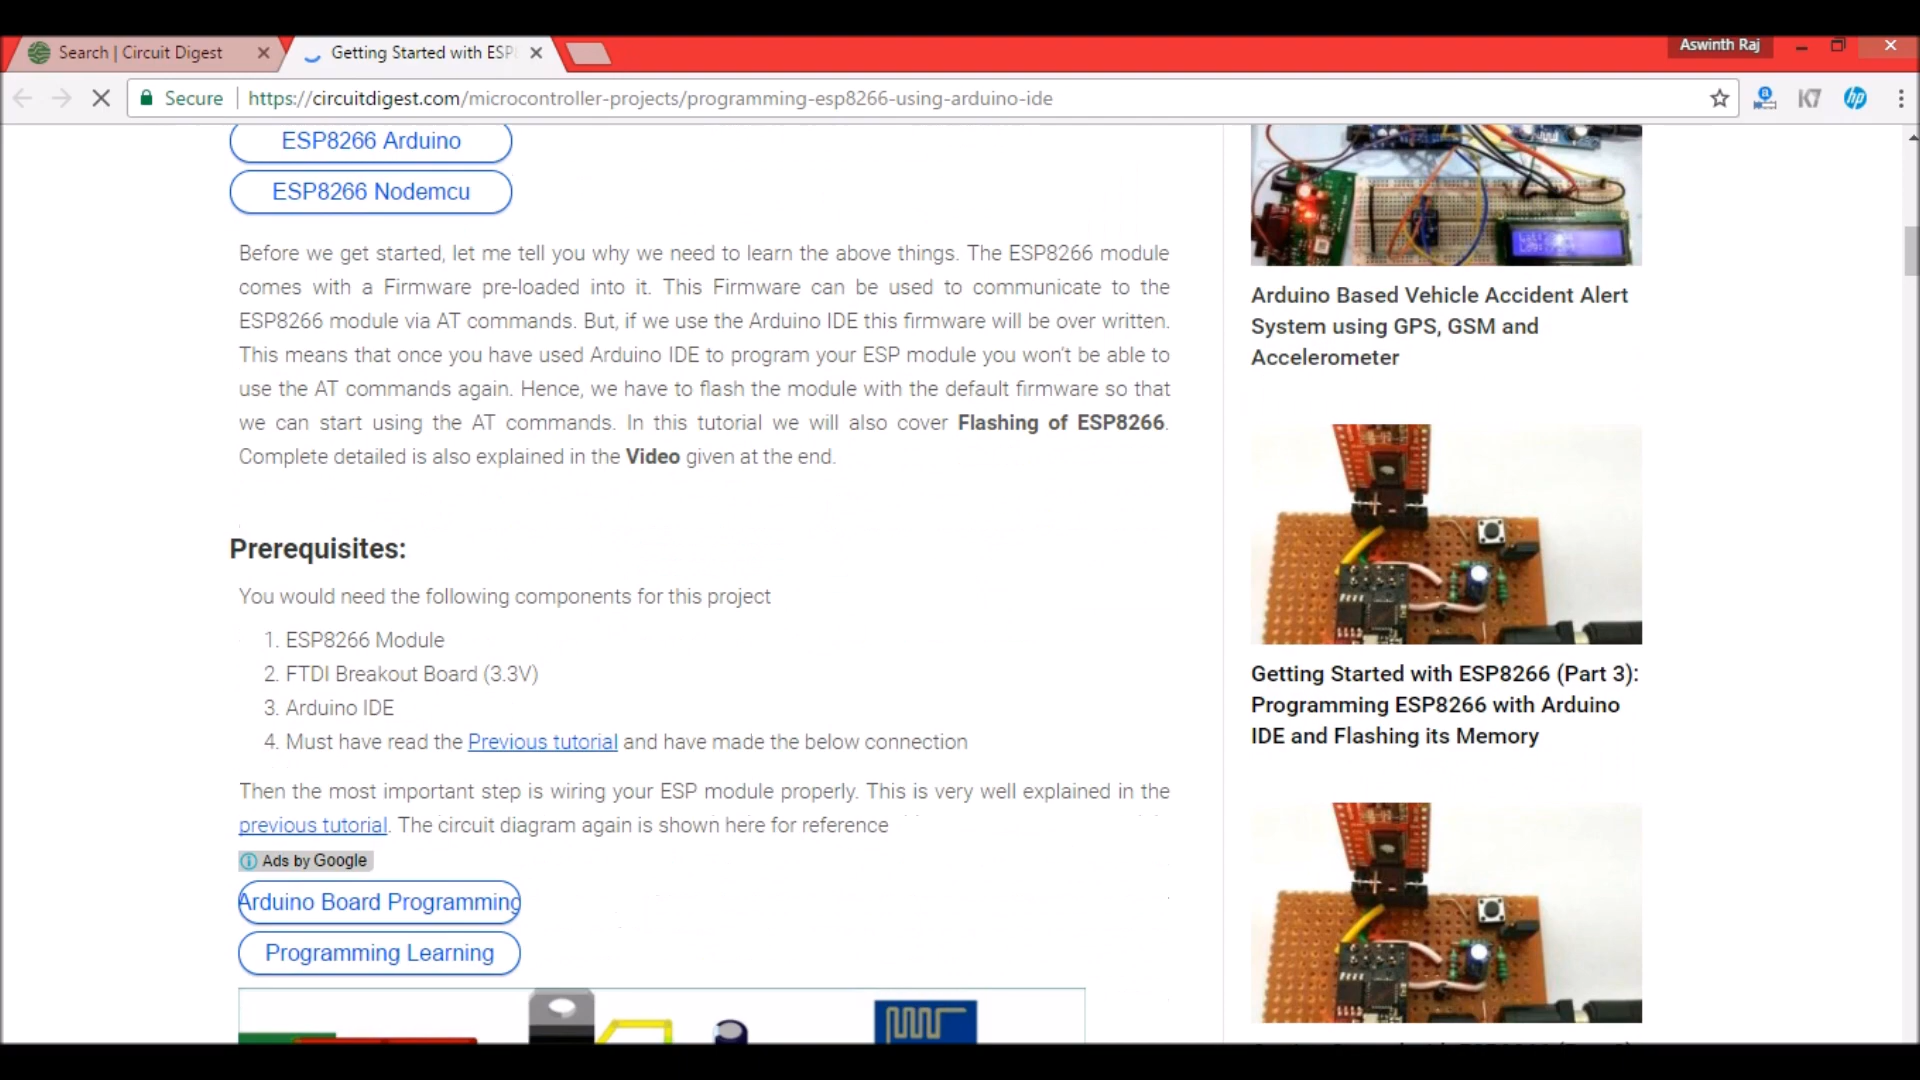 Search | Circuit Digest
Getting Started with ESP
Aswinth Raj
Secure
https://circuitdigest.com/microcontroller-projects/programming-esp8266-using-arduino-ide
K7
hp
ESP8266 Arduino
ESP8266 Nodemcu
Before we get started, let me tell you why we need to learn the above things. The ESP8266 module
comes with a Firmware pre-loaded into it. This Firmware can be used to communicate to the
ESP8266 module via AT commands. But, if we use the Arduino IDE this firmware will be over written.
This means that once you have used Arduino IDE to program your ESP module you won't be able to
use the AT commands again. Hence, we have to flash the module with the default firmware so that
we can start using the AT commands. In this tutorial we will also cover Flashing of ESP8266.
Complete detailed is also explained in the Video given at the end.
Prerequisites:
You would need the following components for this project
1. ESP8266 Module
2. FTDI Breakout Board (3.3V)
3. Arduino IDE
4. Must have read the Previous tutorial and have made the below connection
Then the most important step is wiring your ESP module properly. This is very well explained in the
previous tutorial. The circuit diagram again is shown here for reference
Ads by Google
Arduino Board Programming
Programming Learning
Arduino Based Vehicle Accident Alert
System using GPS, GSM and
Accelerometer
Getting Started with ESP8266 (Part 3):
Programming ESP8266 with Arduino
IDE and Flashing its Memory